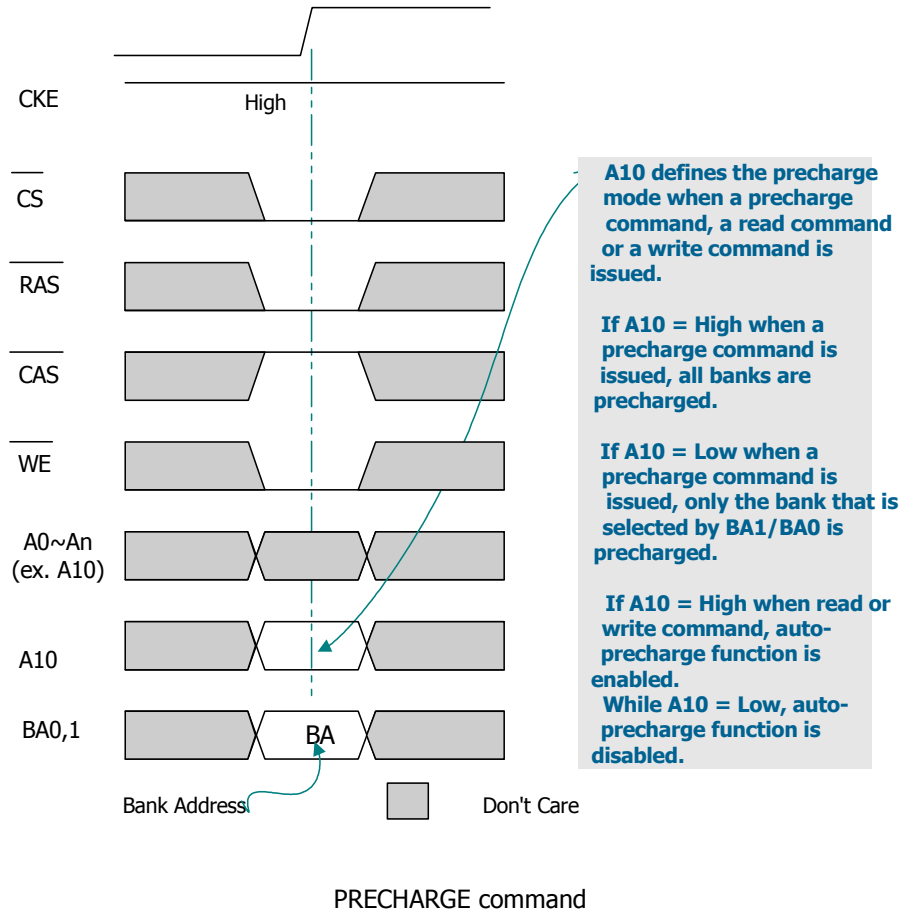 CKE
High
CS
RAS
CAS
WE
A0~An
(ex. A10)
A10
BA0,1
BA
Bank Address
Don't Care
A10 defines the precharge
mode when a precharge
command, a read command
or a write command is
issued.
If A10 = High when a
precharge command is
issued, all banks are
precharged.
If A10 = Low when a
precharge command is
issued, only the bank that is
selected by BA1/BA0 is
precharged.
If A10 = High when read or
write command, auto-
precharge function is
enabled.
While A10 = Low, auto-
precharge function is
disabled.
PRECHARGE command